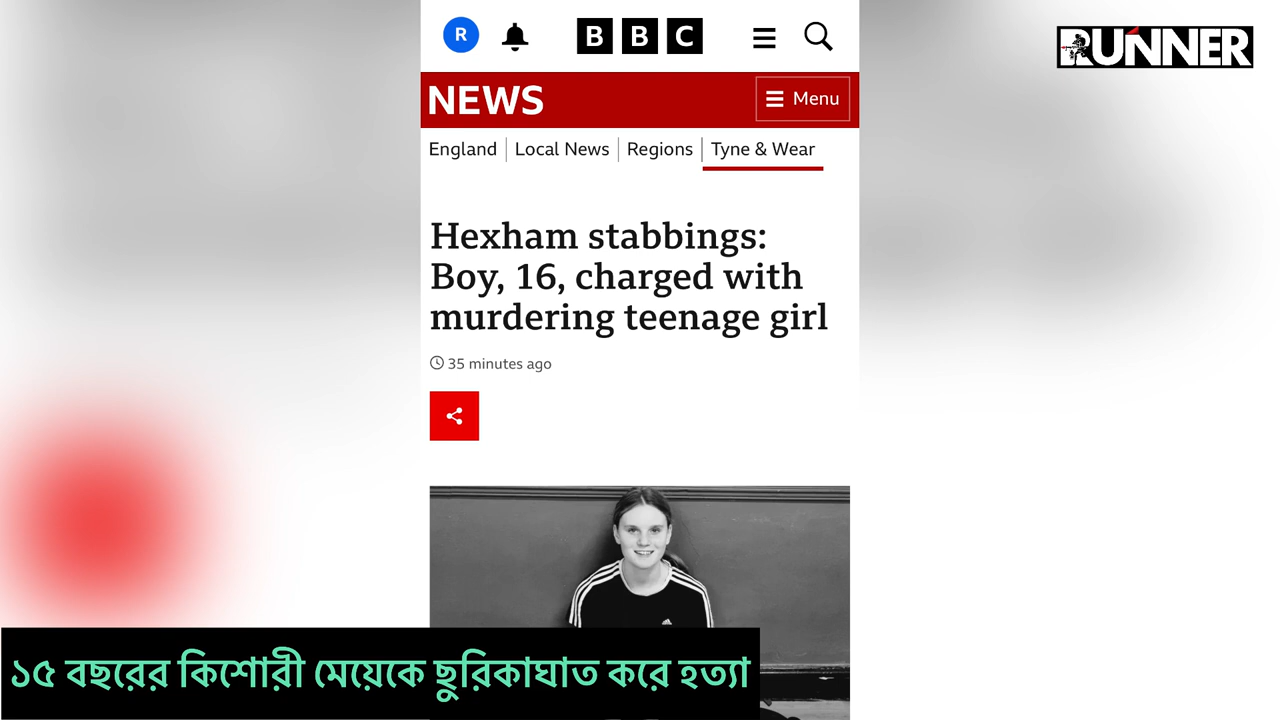 R
BBC
RUNNER
NEWS
Menu
England
Local News
Regions
Tyne & Wear
Hexham stabbings:
Boy, 16, charged with
murdering teenage girl
35 minutes ago
১৫ বছরের কিশোরী মেয়েকে ছুরিকাঘাত করে হত্যা